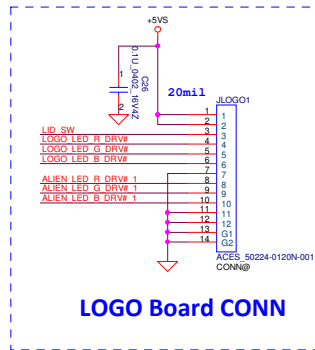 +5VS
1
2
0.1U_0402_16V4Z
C26
20mil
JLOGO1
1 1
2 2
LID_SW 3 3
LOGO_LED_R_DRV# 4 4
LOGO_LED_G_DRV# 5 5
LOGO_LED_B_DRV# 6 6
7 7
ALIEN_LED_R_DRV#_1 8 8
ALIEN_LED_G_DRV#_1 9 9
ALIEN_LED_B_DRV#_1 10 10
11 11
12 12
13 G1
14 G2
ACES_50224-0120N-001
CONN@
LOGO Board CONN